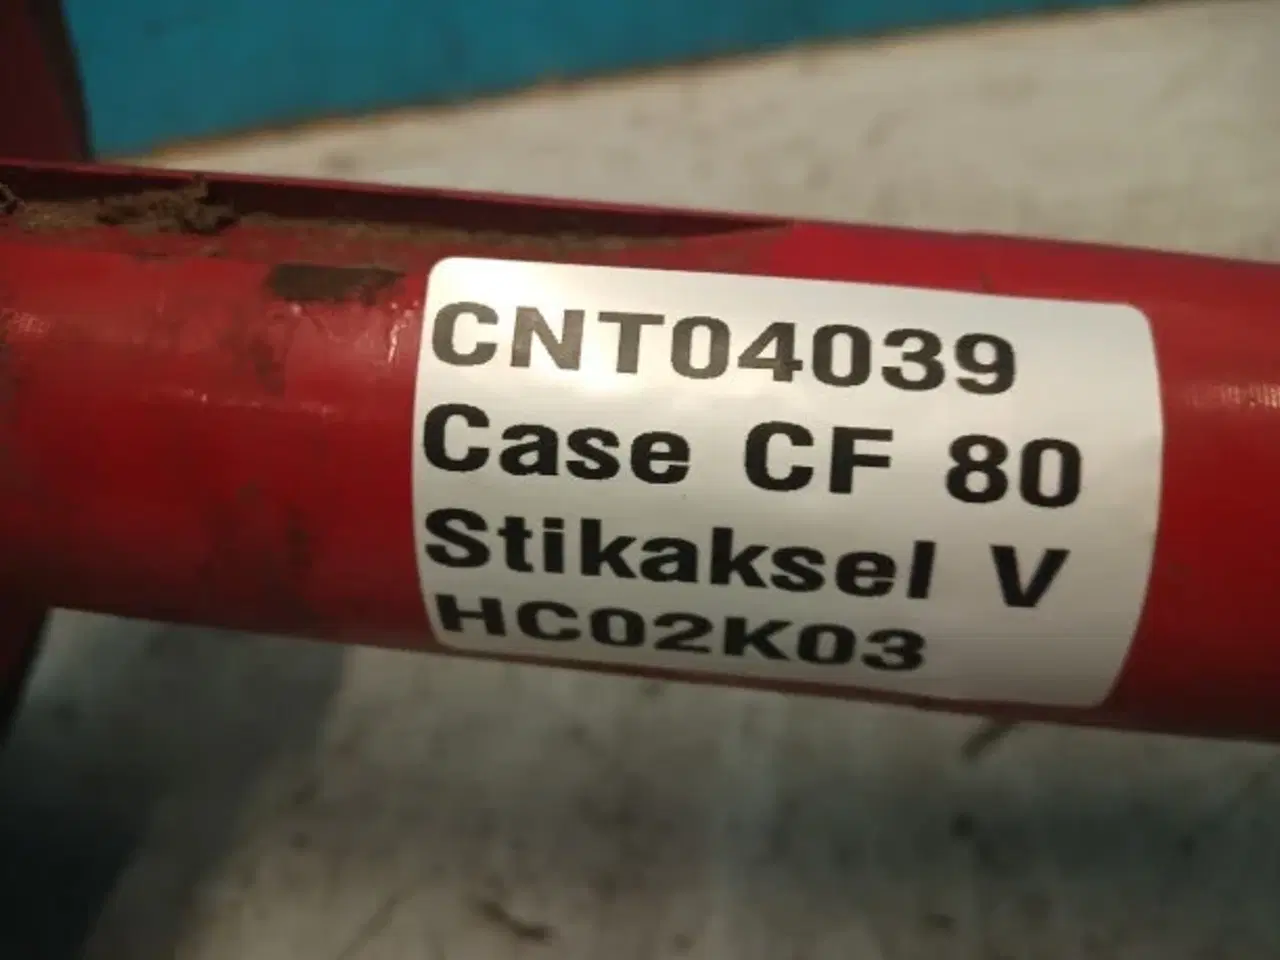 CNT04039
Case CF 80
Stikaksel V
HC02K03